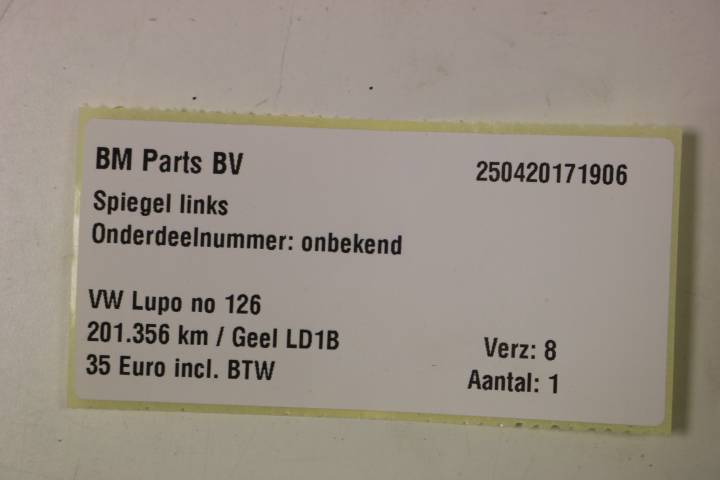 BM Parts BV
250420171906
Spiegel links
Onderdeelnummer: onbekend
VW Lupo no 126
201.356 km / Geel LD1B
Verz: 8
35 Euro incl. BTW
Aantal: 1